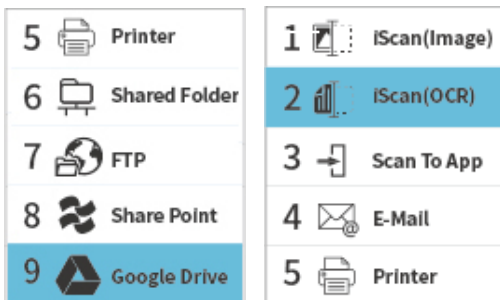 5 Printer
6 Shared Folder
7 FTP
8 Share Point
9 Google Drive
1 iScan(Image)
2 iScan(OCR)
3 Scan To App
4 E-Mail
5 Printer